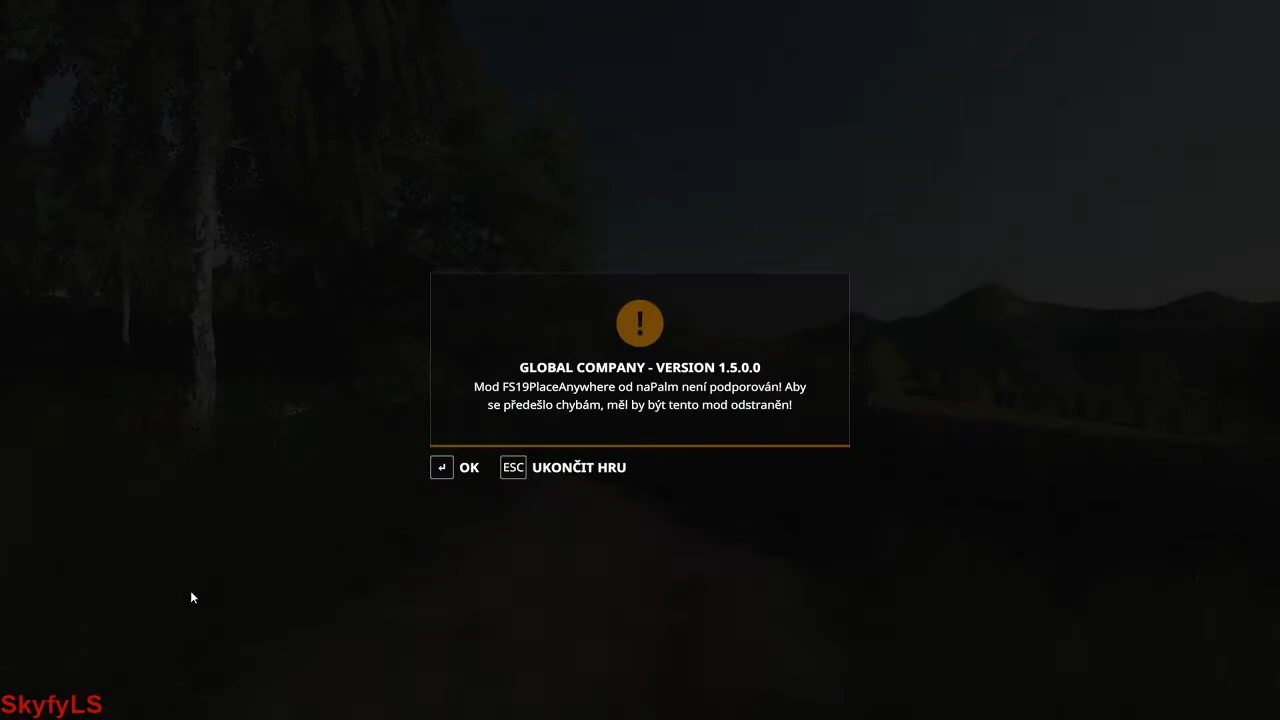 GLOBAL COMPANY - VERSION 1.5.0.0
Mod FS19PlaceAnywhere od naPalm není podporován! Aby
se předešlo chybám, měl by být tento mod odstraněn!
↵ OK ESC UKONČIT HRU
SkyfyLS